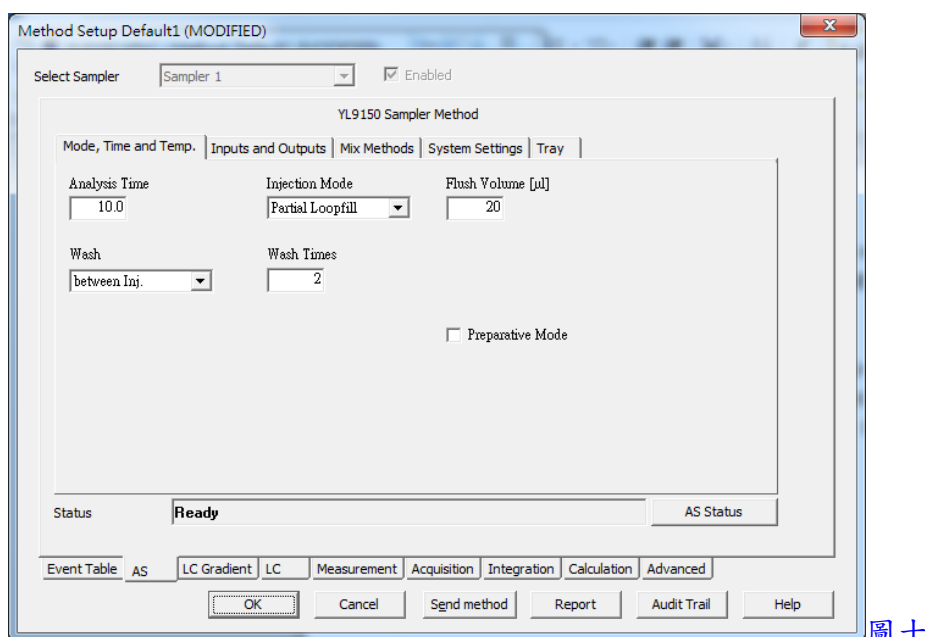 Method Setup Default1 (MODIFIED)
Select Sampler Sampler 1 Enabled
YL9150 Sampler Method
Mode, Time and Temp. Inputs and Outputs Mix Methods System Settings Tray
Analysis Time Injection Mode Flush Volume [µl]
10.0 Partial Loopfill 20
Wash Wash Times
between Inj. 2
Preparative Mode
Status Ready AS Status
Event Table AS LC Gradient LC Measurement Acquisition Integration Calculation Advanced
OK Cancel Send method Report Audit Trail Help
圖十